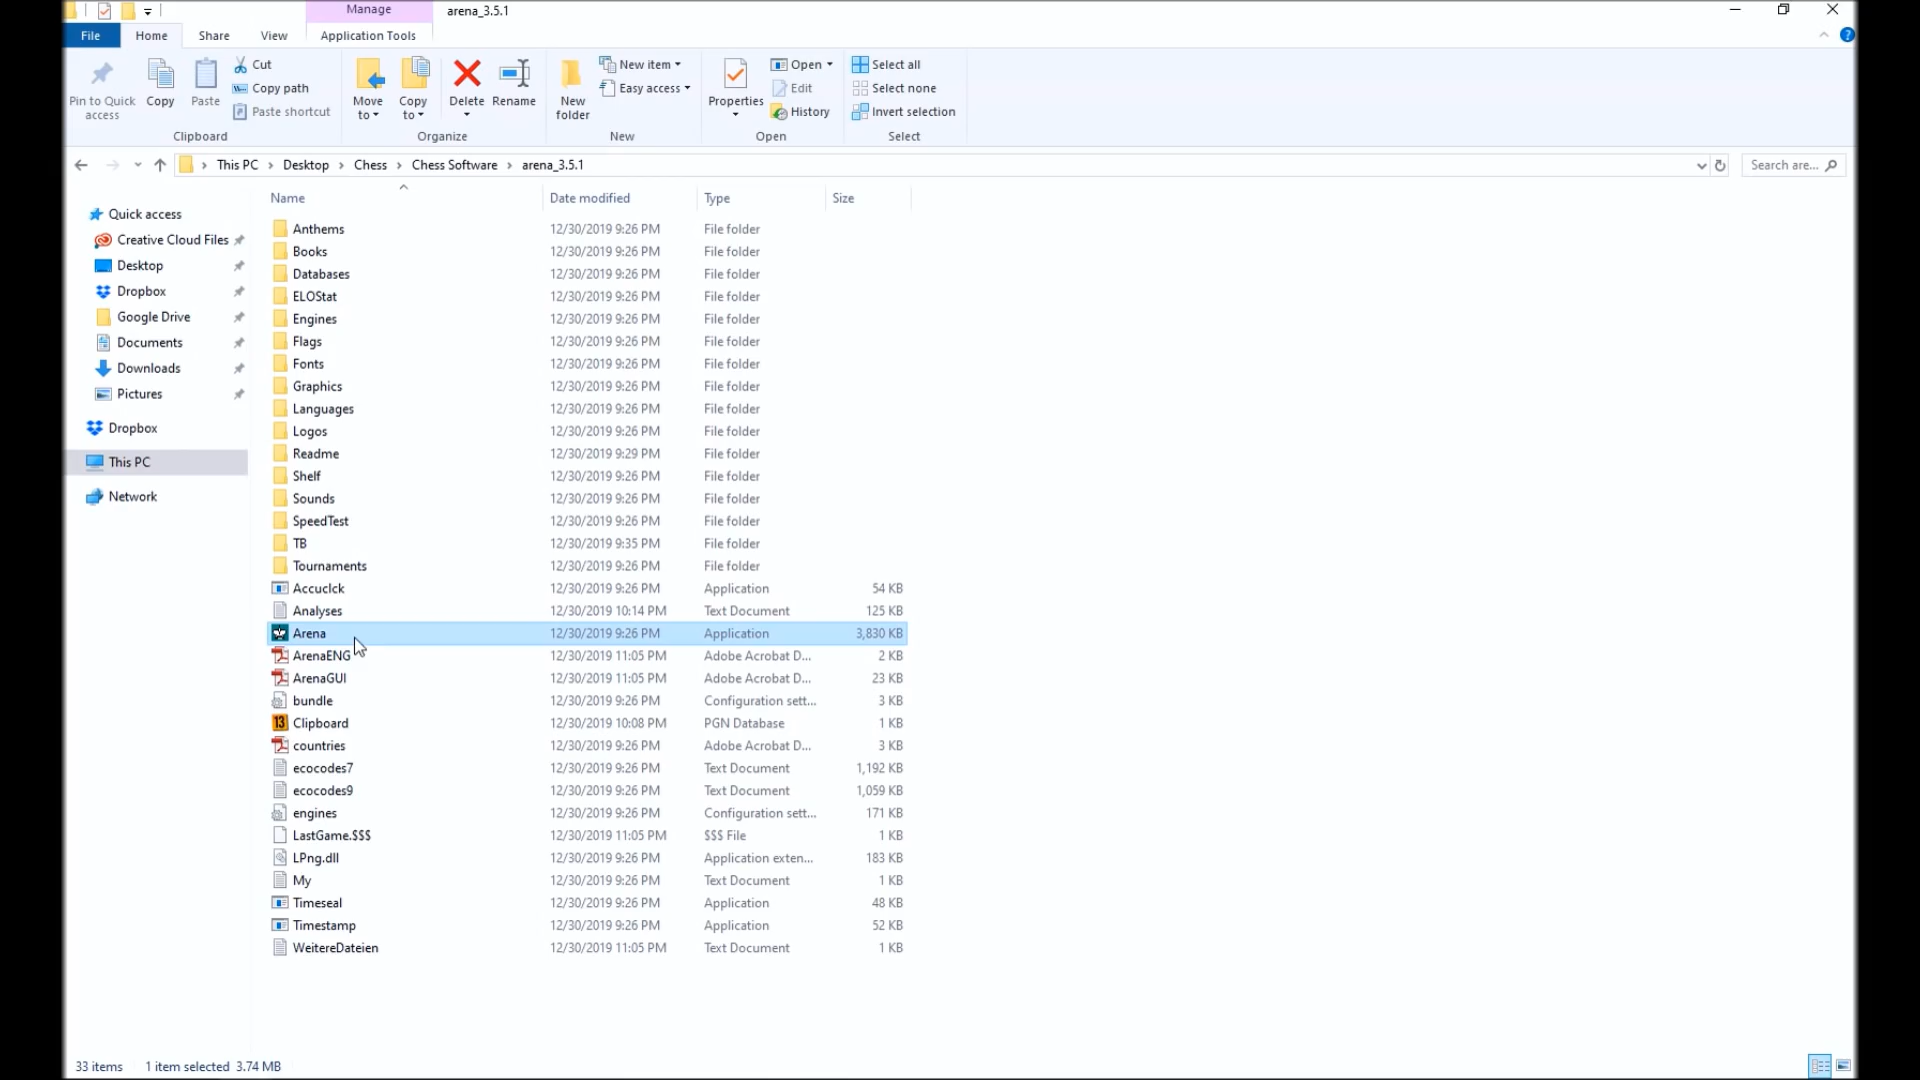 Manage
arena_3.5.1
File
Home
Share
View
Application Tools
Pin to Quick access
Copy
Paste
Cut
Copy path
Paste shortcut
Clipboard
Move to
Copy to
Delete
Rename
Organize
New folder
New item
Easy access
New
Properties
Open
Edit
History
Open
Select all
Select none
Invert selection
Select
This PC > Desktop > Chess > Chess Software > arena_3.5.1
Search are...
Quick access
Creative Cloud Files
Desktop
Dropbox
Google Drive
Documents
Downloads
Pictures
Dropbox
This PC
Network
Name Date modified Type Size
Anthems 12/30/2019 9:26 PM File folder
Books 12/30/2019 9:26 PM File folder
Databases 12/30/2019 9:26 PM File folder
ELOStat 12/30/2019 9:26 PM File folder
Engines 12/30/2019 9:26 PM File folder
Flags 12/30/2019 9:26 PM File folder
Fonts 12/30/2019 9:26 PM File folder
Graphics 12/30/2019 9:26 PM File folder
Languages 12/30/2019 9:26 PM File folder
Logos 12/30/2019 9:26 PM File folder
Readme 12/30/2019 9:29 PM File folder
Shelf 12/30/2019 9:26 PM File folder
Sounds 12/30/2019 9:26 PM File folder
SpeedTest 12/30/2019 9:26 PM File folder
TB 12/30/2019 9:35 PM File folder
Tournaments 12/30/2019 9:26 PM File folder
Accuclck 12/30/2019 9:26 PM Application 54 KB
Analyses 12/30/2019 10:14 PM Text Document 125 KB
Arena 12/30/2019 9:26 PM Application 3,830 KB
ArenaENG 12/30/2019 11:05 PM Adobe Acrobat D... 2 KB
ArenaGUI 12/30/2019 11:05 PM Adobe Acrobat D... 23 KB
bundle 12/30/2019 9:26 PM Configuration sett... 3 KB
13 Clipboard 12/30/2019 10:08 PM PGN Database 1 KB
countries 12/30/2019 9:26 PM Adobe Acrobat D... 3 KB
ecocodes7 12/30/2019 9:26 PM Text Document 1,192 KB
ecocodes9 12/30/2019 9:26 PM Text Document 1,059 KB
engines 12/30/2019 9:26 PM Configuration sett... 171 KB
LastGame.$$$ 12/30/2019 11:05 PM $$$ File 1 KB
LPng.dll 12/30/2019 9:26 PM Application exten... 183 KB
My 12/30/2019 9:26 PM Text Document 1 KB
Timeseal 12/30/2019 9:26 PM Application 48 KB
Timestamp 12/30/2019 9:26 PM Application 52 KB
WeitereDateien 12/30/2019 11:05 PM Text Document 1 KB
33 items 1 item selected 3.74 MB